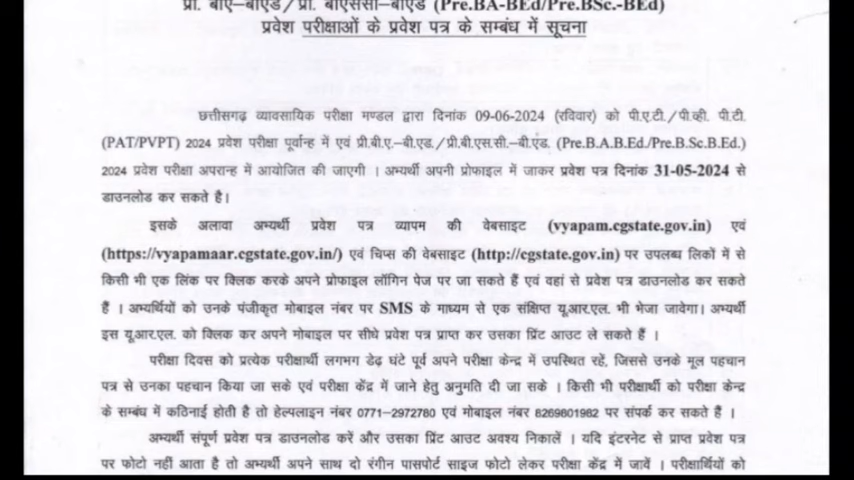 प्री. बीए–बीएड/प्री. बीएससी–बीएड (Pre.BA-BEd/Pre.BSc.-BEd)
प्रवेश परीक्षाओं के प्रवेश पत्र के सम्बंध में सूचना
छत्तीसगढ़ व्यावसायिक परीक्षा मण्डल द्वारा दिनांक 09-06-2024 (रविवार) को पी.ए.टी./पी.व्ही. पी.टी.
(PAT/PVPT) 2024 प्रवेश परीक्षा पूर्वान्ह में एवं प्री.बी.ए.–बी.एड./प्री.बी.एस.सी.–बी.एड. (Pre.B.A.B.Ed./Pre.B.Sc.B.Ed.)
2024 प्रवेश परीक्षा अपरान्ह में आयोजित की जाएगी । अभ्यर्थी अपनी प्रोफाइल में जाकर प्रवेश पत्र दिनांक 31-05-2024 से
डाउनलोड कर सकते है।
इसके अलावा अभ्यर्थी प्रवेश पत्र व्यापम की वेबसाइट (vyapam.cgstate.gov.in) एवं
(https://vyapamaar.cgstate.gov.in/) एवं चिप्स की वेबसाइट (http://cgstate.gov.in) पर उपलब्ध लिकों में से
किसी भी एक लिंक पर क्लिक करके अपने प्रोफाइल लॉगिन पेज पर जा सकते हैं एवं वहां से प्रवेश पत्र डाउनलोड कर सकते
हैं । अभ्यर्थियों को उनके पंजीकृत मोबाइल नंबर पर SMS के माध्यम से एक संक्षिप्त यू.आर.एल. भी भेजा जावेगा। अभ्यर्थी
इस यू.आर.एल. को क्लिक कर अपने मोबाइल पर सीधे प्रवेश पत्र प्राप्त कर उसका प्रिंट आउट ले सकते हैं ।
परीक्षा दिवस को प्रत्येक परीक्षार्थी लगभग डेढ़ घंटे पूर्व अपने परीक्षा केन्द्र में उपस्थित रहें, जिससे उनके मूल पहचान
पत्र से उनका पहचान किया जा सके एवं परीक्षा केंद्र में जाने हेतु अनुमति दी जा सके । किसी भी परीक्षार्थी को परीक्षा केन्द्र
के सम्बंध में कठिनाई होती है तो हेल्पलाइन नंबर 0771–2972780 एवं मोबाइल नंबर 8269801982 पर संपर्क कर सकते हैं ।
अभ्यर्थी संपूर्ण प्रवेश पत्र डाउनलोड करें और उसका प्रिंट आउट अवश्य निकालें । यदि इंटरनेट से प्राप्त प्रवेश पत्र
पर फोटो नहीं आता है तो अभ्यर्थी अपने साथ दो रंगीन पासपोर्ट साइज फोटो लेकर परीक्षा केंद्र में जावें । परीक्षार्थियों को